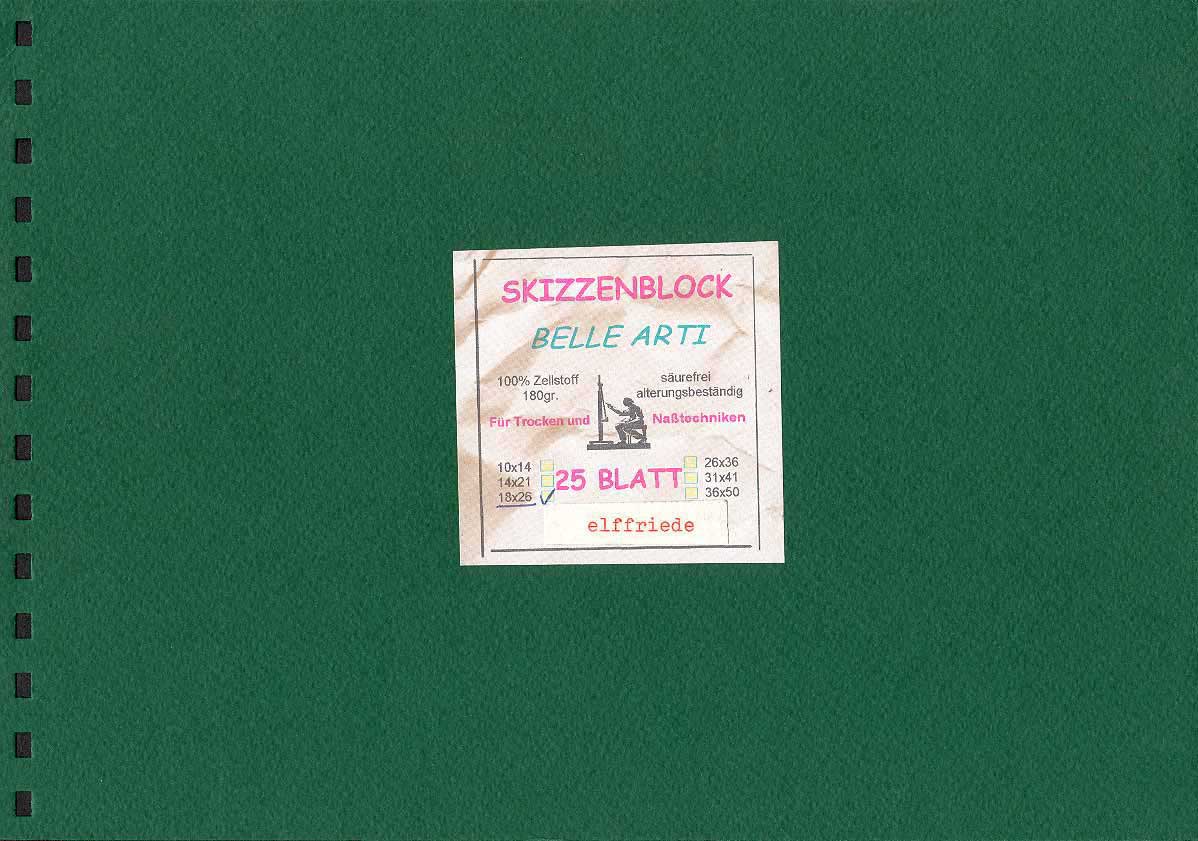 SKIZZENBLOCK
BELLE ARTI
100% Zellstoff
180gr.
säurefrei
alterungsbeständig
Für Trocken und Naßtechniken
10x14
14x21
18x26
25 BLATT
26x36
31x41
36x50
elffriede